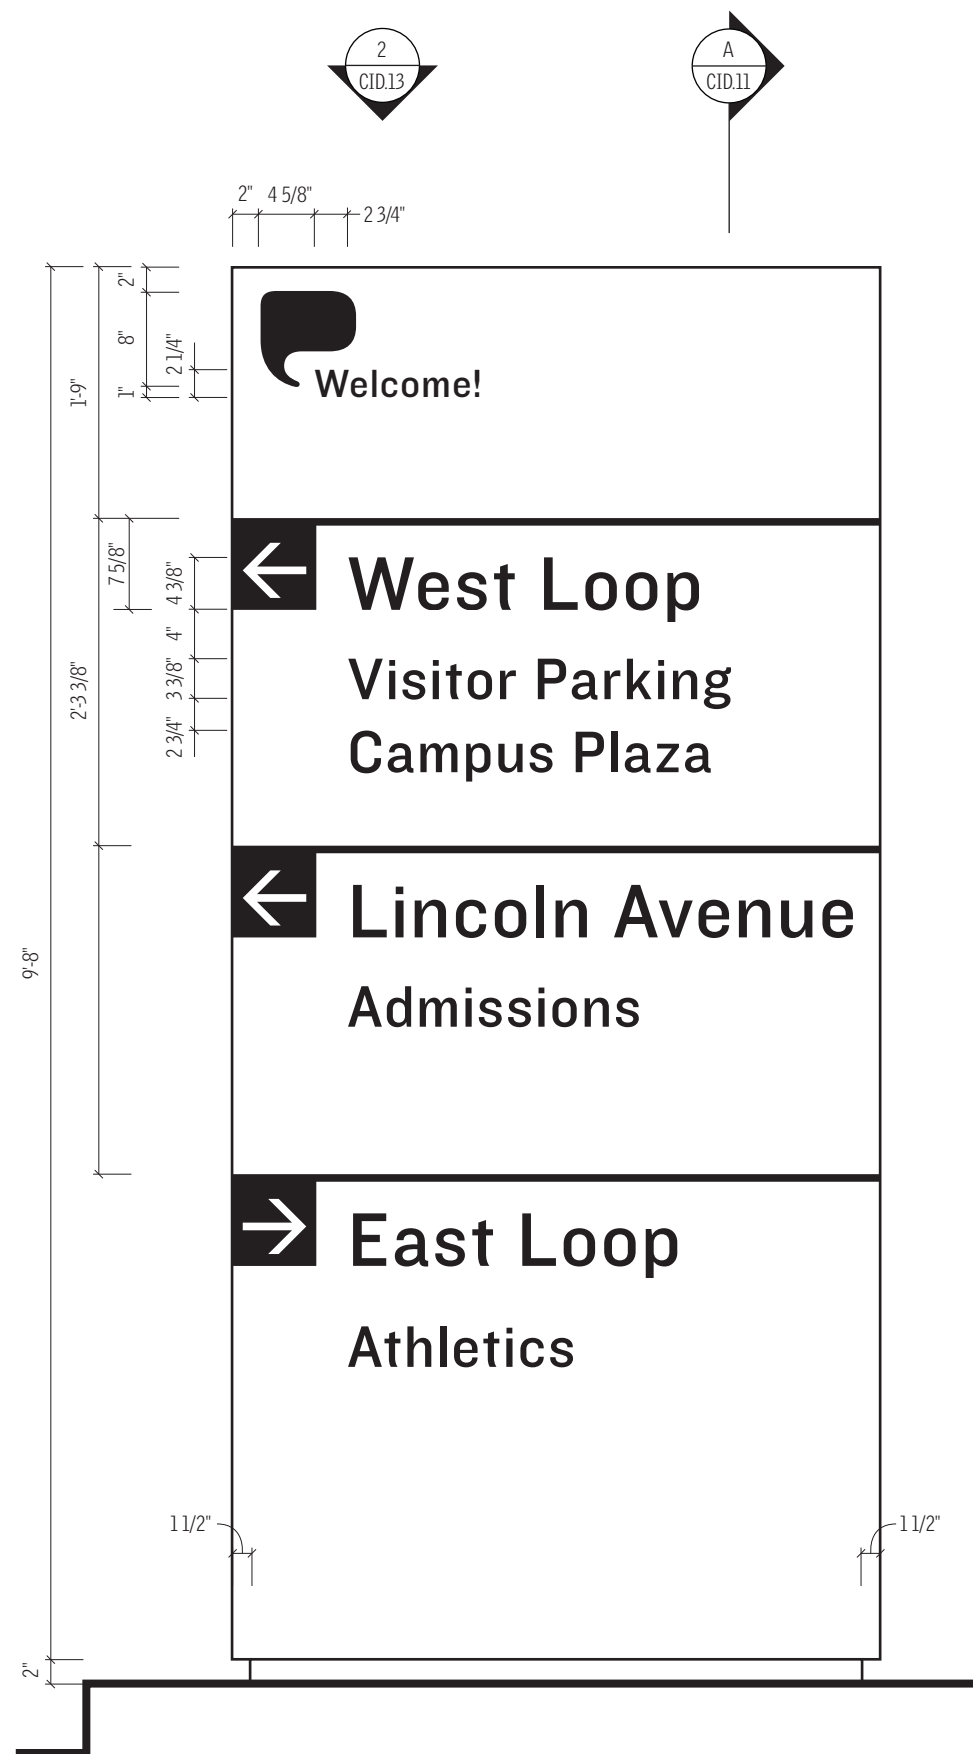 2
CID.13
A
CID.11
2" 4 5/8" 2 3/4"
2"
8"
2 1/4"
1"
1'-9"
Welcome!
7 5/8"
4 3/8"
4"
3 3/8"
2 3/4"
2'-3 3/8"
West Loop
Visitor Parking
Campus Plaza
Lincoln Avenue
9'-8"
Admissions
East Loop
Athletics
1 1/2" 1 1/2"
2"